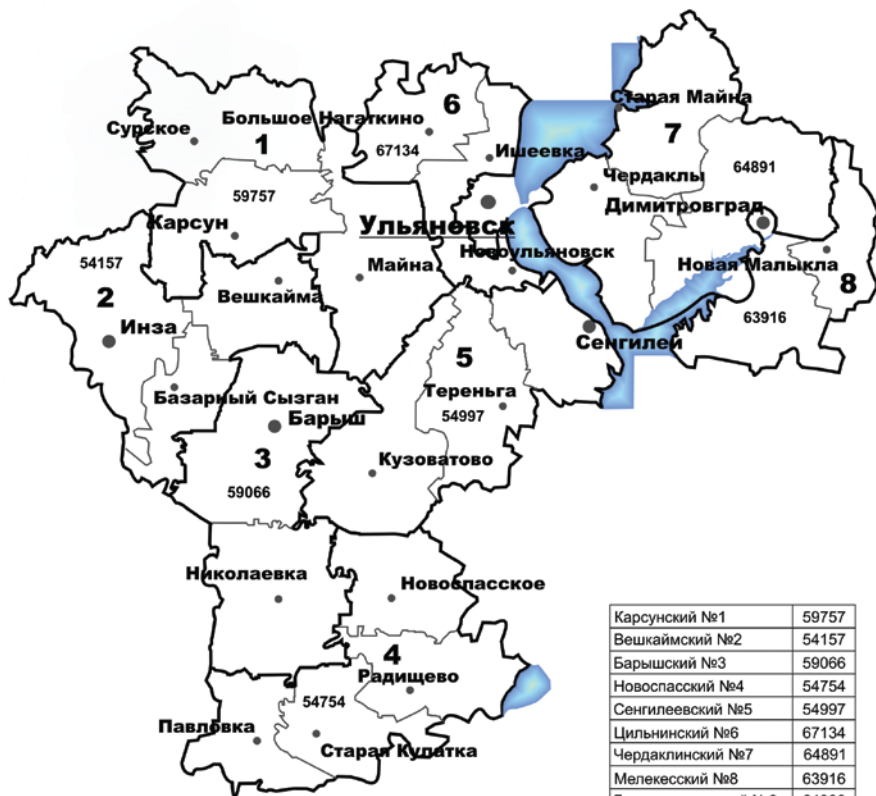 Старая Майна
6
7
Большое Нагаткино
Сурское
1
67134
Ишеевка
64891
Чердаклы
59757
Димитровград
Карсун
Ульяновск
54157
Майна
Новоульяновск
Новая Малыкла
8
Вешкайма
2
63916
Инза
Сенгилей
5
Базарный Сызган
Тереньга
Барыш
54997
3
Кузоватово
59066
Николаевка
Новоспасское
4
Радищево
54754
Павловка
Старая Кулатка
Карсунский №1 59757
Вешкаймский №2 54157
Барышский №3 59066
Новоспасский №4 54754
Сенгилеевский №5 54997
Цильнинский №6 67134
Чердаклинский №7 64891
Мелекесский №8 63916